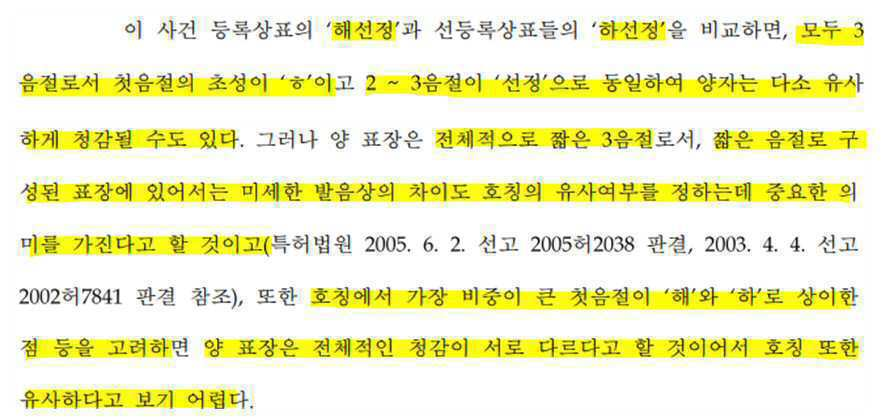 이 사건 등록상표의 ‘해선정’과 선등록상표들의 ‘하선정’을 비교하면, 모두 3
음절로서 첫음절의 초성이 ‘ㅎ’이고 2 ~ 3음절이 ‘선정’으로 동일하여 양자는 다소 유사
하게 청감될 수도 있다. 그러나 양 표장은 전체적으로 짧은 3음절로서, 짧은 음절로 구
성된 표장에 있어서는 미세한 발음상의 차이도 호칭의 유사여부를 정하는데 중요한 의
미를 가진다고 할 것이고(특허법원 2005. 6. 2. 선고 2005허2038 판결, 2003. 4. 4. 선고
2002허7841 판결 참조), 또한 호칭에서 가장 비중이 큰 첫음절이 ‘해’와 ‘하’로 상이한
점 등을 고려하면 양 표장은 전체적인 청감이 서로 다르다고 할 것이어서 호칭 또한
유사하다고 보기 어렵다.